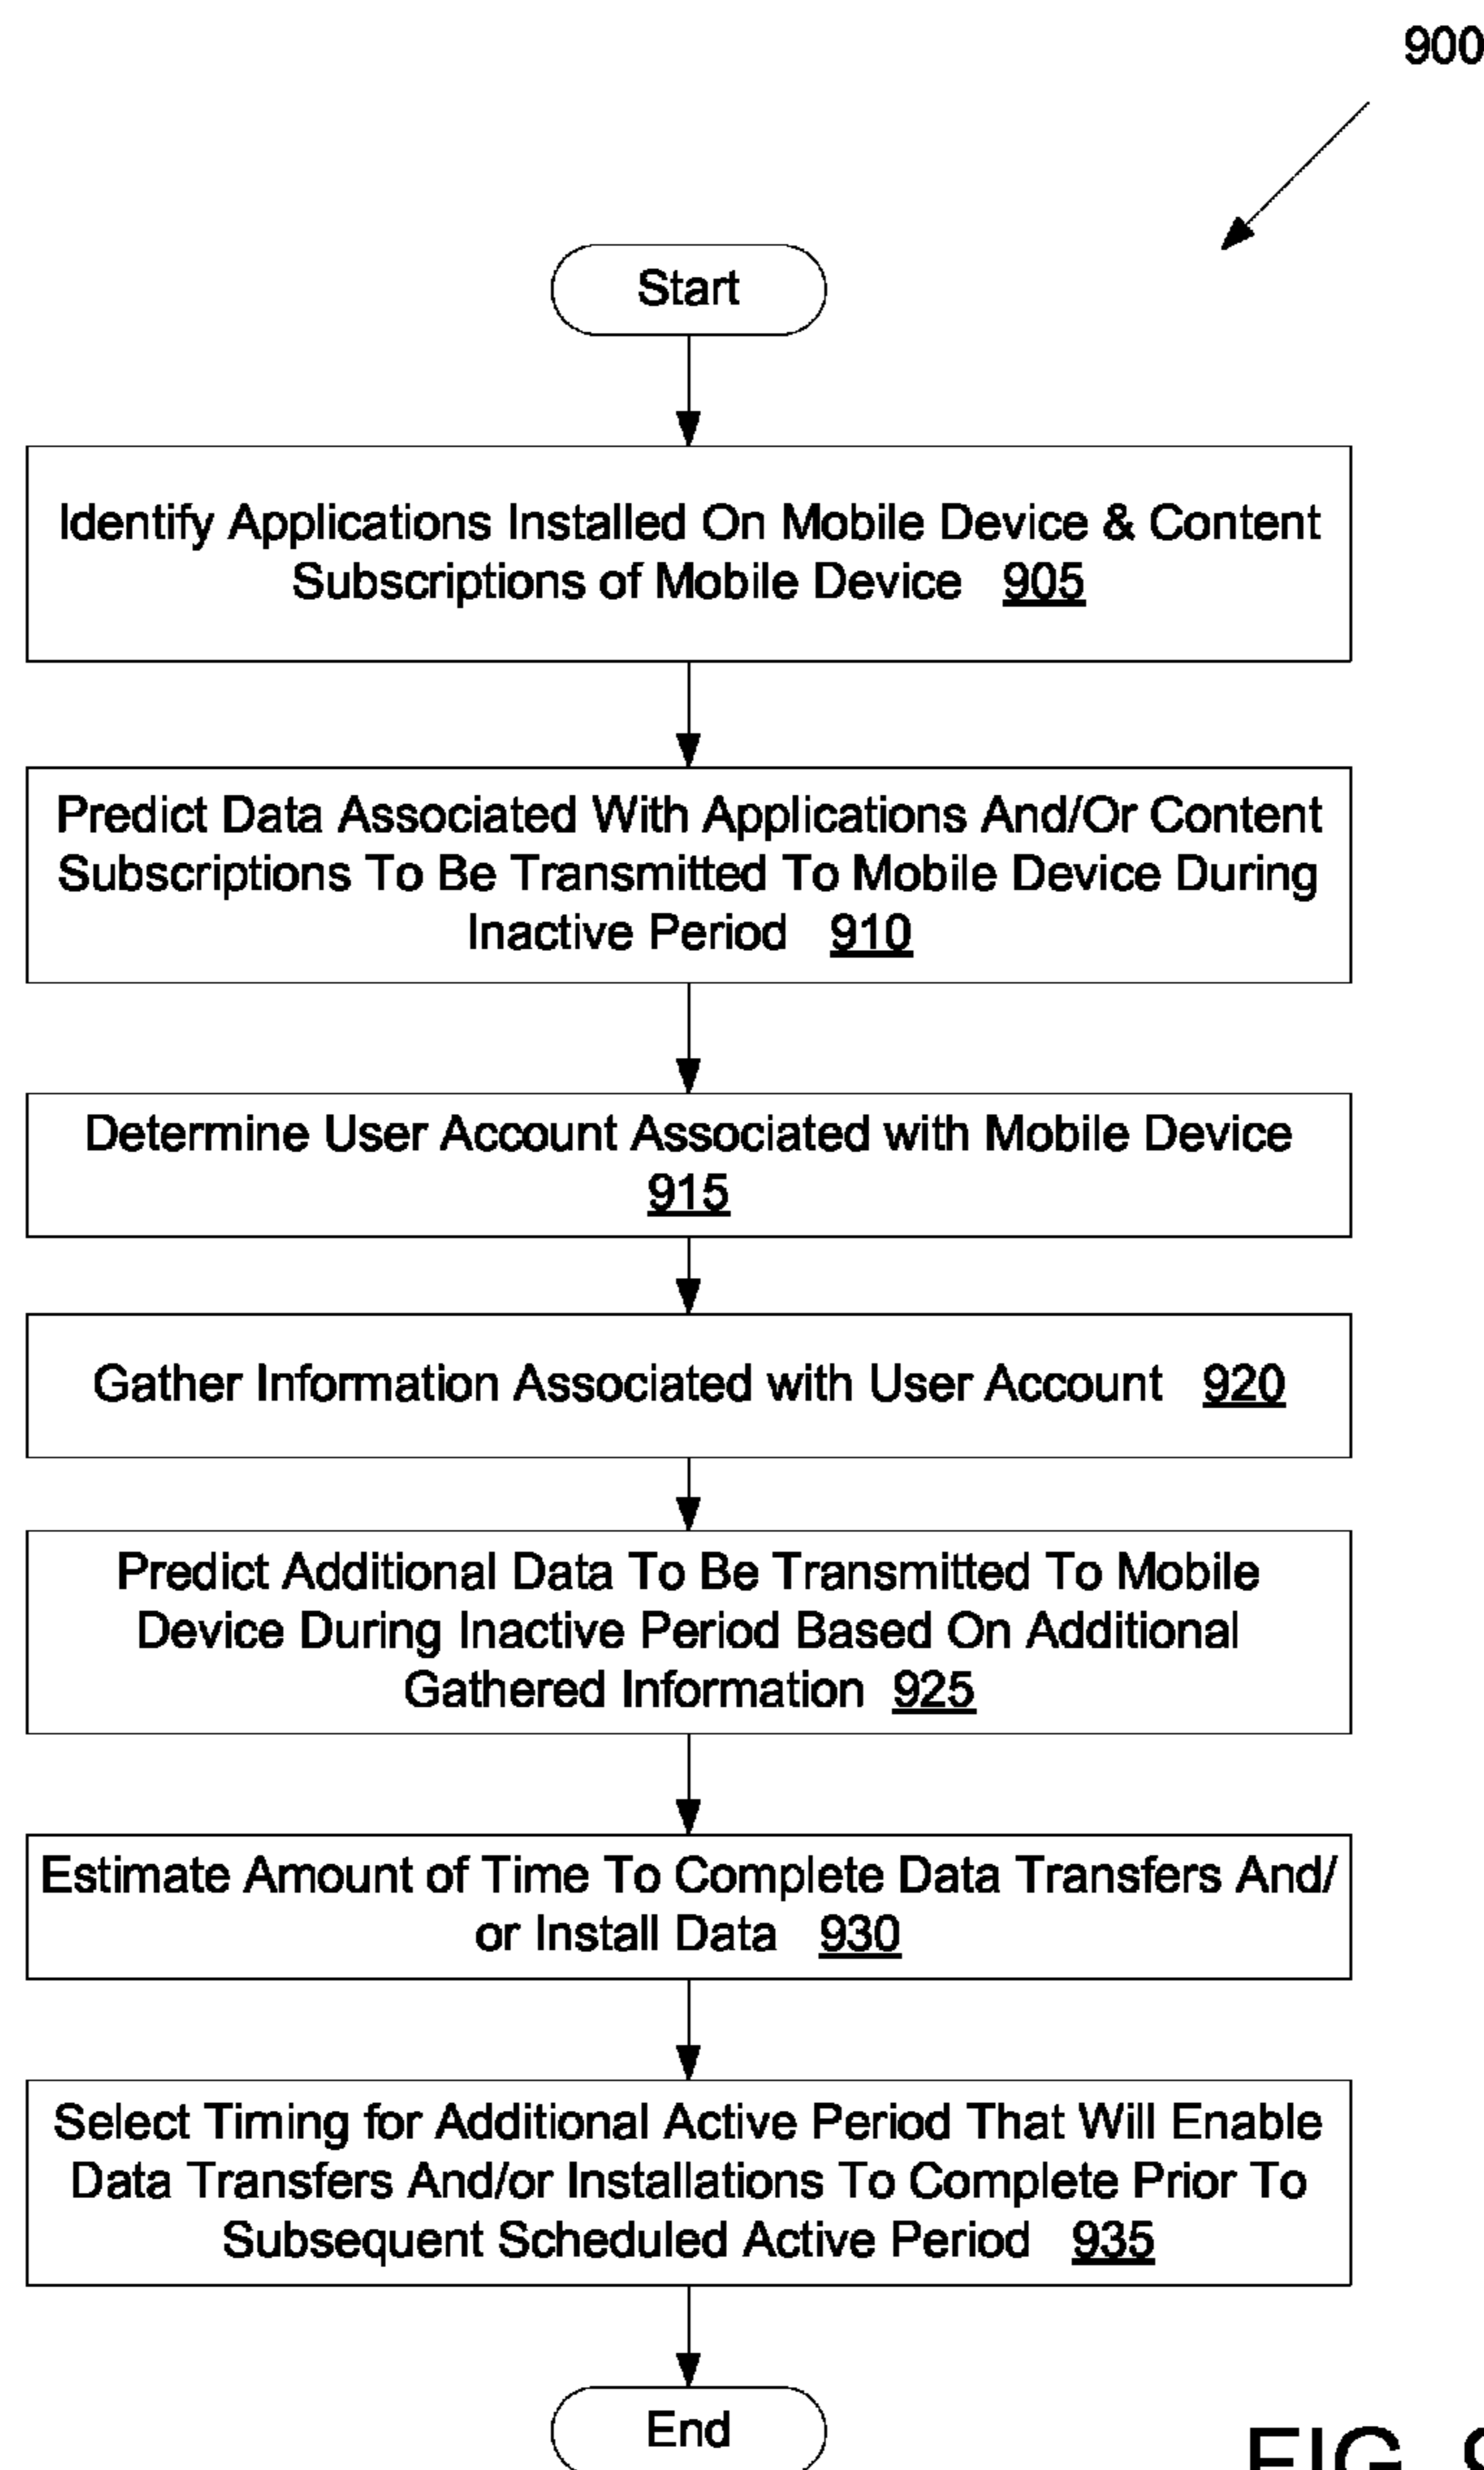 900
Start
Identify Applications Installed On Mobile Device & Content
Subscriptions of Mobile Device 905
Predict Data Associated With Applications And/Or Content
Subscriptions To Be Transmitted To Mobile Device During
Inactive Period 910
Determine User Account Associated with Mobile Device
915
Gather Information Associated with User Account 920
Predict Additional Data To Be Transmitted To Mobile
Device During Inactive Period Based On Additional
Gathered Information 925
Estimate Amount of Time To Complete Data Transfers And/
or Install Data 930
Select Timing for Additional Active Period That Will Enable
Data Transfers And/or Installations To Complete Prior To
Subsequent Scheduled Active Period 935
End
FIG. 9